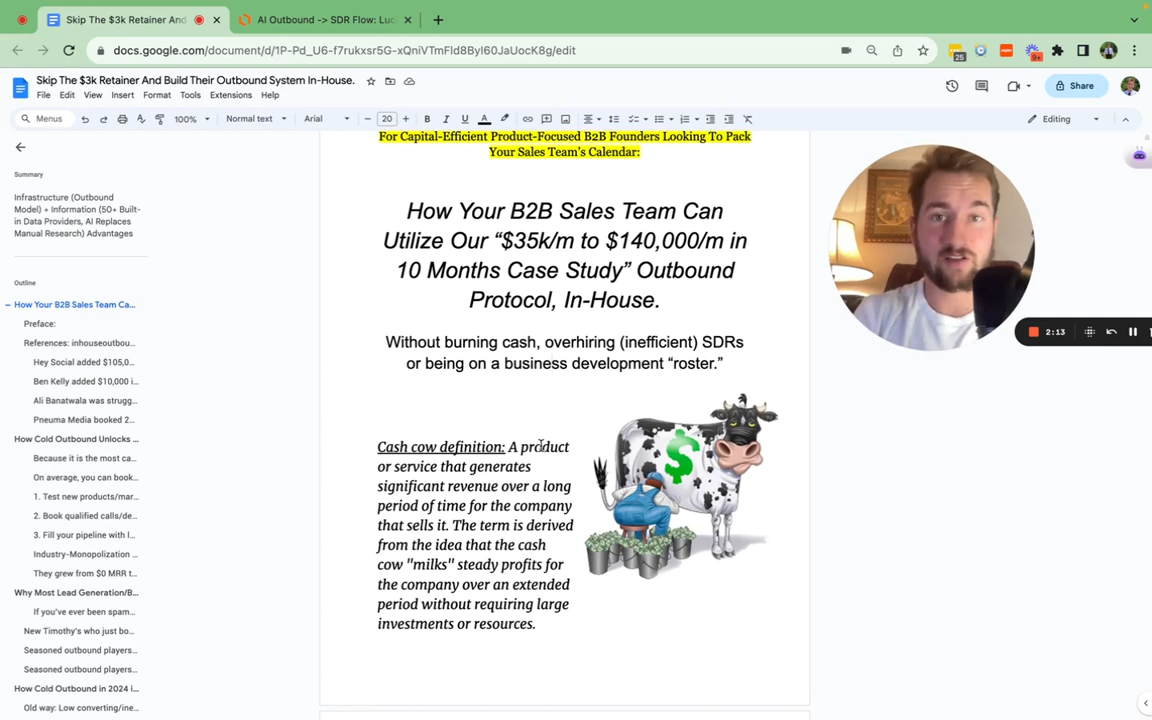 Skip The $3k Retainer And
AI Outbound -> SDR Flow: Luc
docs.google.com/document/d/1P-Pd_U6-f7rukxsr5G-xQniVTmFld8Byl60JaUocK8g/edit
25
9+
Skip The $3k Retainer And Build Their Outbound System In-House.
File Edit View Insert Format Tools Extensions Help
Share
Menus
100%
Normal text
Arial
20
B I U A
Editing
Summary
Infrastructure (Outbound
Model) + Information (50+ Built-
in Data Providers, AI Replaces
Manual Research) Advantages
Outline
How Your B2B Sales Team Ca...
Preface:
References: inhouseoutbou...
Hey Social added $105,0...
Ben Kelly added $10,000 i...
Ali Banatwala was strugg...
Pneuma Media booked 2...
How Cold Outbound Unlocks ...
Because it is the most ca...
On average, you can book...
1. Test new products/mar...
2. Book qualified calls/de...
3. Fill your pipeline with l...
Industry-Monopolization ...
They grew from $0 MRR t...
Why Most Lead Generation/B...
If you've ever been spam...
New Timothy's who just bo...
Seasoned outbound players...
Seasoned outbound players...
How Cold Outbound in 2024 i...
Old way: Low converting/ine...
For Capital-Efficient Product-Focused B2B Founders Looking To Pack
Your Sales Team's Calendar:
How Your B2B Sales Team Can
Utilize Our “$35k/m to $140,000/m in
10 Months Case Study” Outbound
Protocol, In-House.
Without burning cash, overhiring (inefficient) SDRs
or being on a business development “roster.”
Cash cow definition: A product
or service that generates
significant revenue over a long
period of time for the company
that sells it. The term is derived
from the idea that the cash
cow "milks" steady profits for
the company over an extended
period without requiring large
investments or resources.
$
2:13